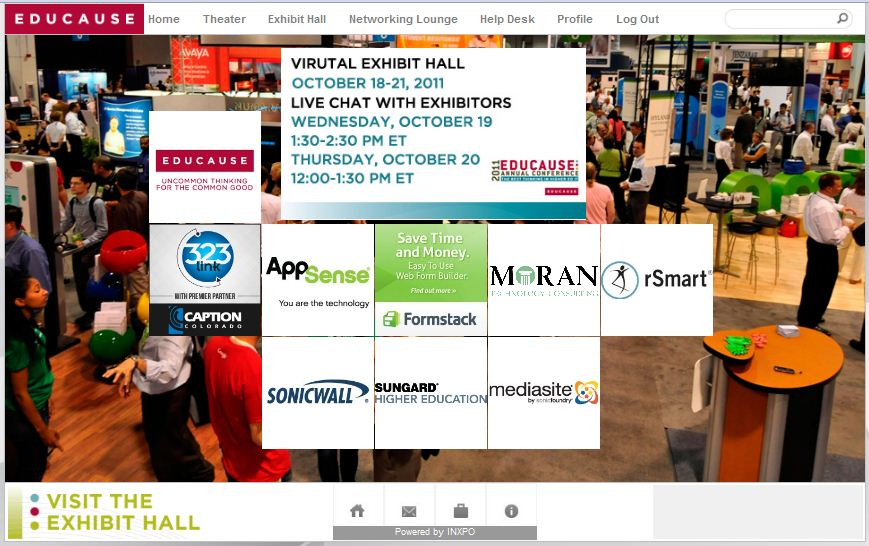 EDUCAUSE
Home Theater Exhibit Hall Networking Lounge Help Desk Profile Log Out
AVAYA
VIRUTAL EXHIBIT HALL
OCTOBER 18-21, 2011
LIVE CHAT WITH EXHIBITORS
WEDNESDAY, OCTOBER 19
1:30-2:30 PM ET
THURSDAY, OCTOBER 20
12:00-1:30 PM ET
2011
EDUCAUSE
ANNUAL CONFERENCE
THE BEST THINKING IN HIGHER ED IT
EDUCAUSE
EDUCAUSE
UNCOMMON THINKING
FOR THE COMMON GOOD
323
link
WITH PREMIER PARTNER
CAPTION
COLORADO
AppSense
You are the technology
Save Time
and Money.
Easy To Use
Web Form Builder.
Find out more »
Formstack
MORAN
TECHNOLOGY CONSULTING
rSmart
SONICWALL
SUNGARD®
HIGHER EDUCATION
mediasite
by sonicfoundry
VISIT THE
EXHIBIT HALL
Powered by INXPO